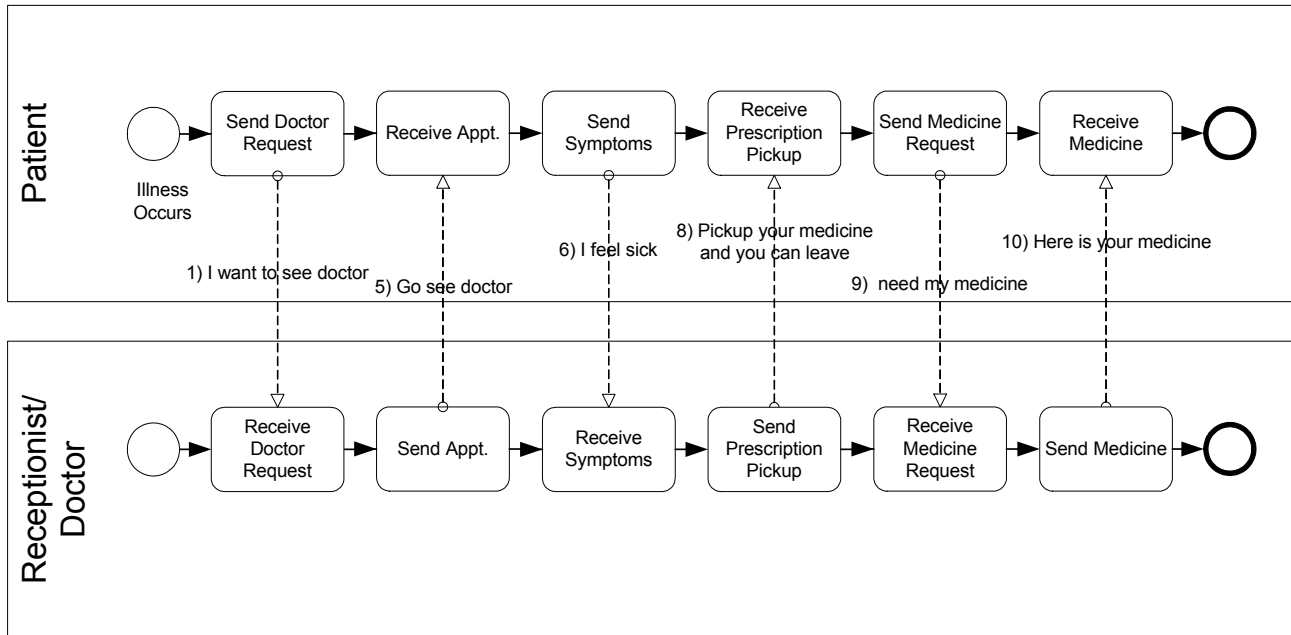 Patient
Illness
Occurs
Send Doctor
Request
Receive Appt.
Send
Symptoms
Receive
Prescription
Pickup
Send Medicine
Request
Receive
Medicine
1) I want to see doctor
5) Go see doctor
6) I feel sick
8) Pickup your medicine
and you can leave
9) need my medicine
10) Here is your medicine
Receptionist/
Doctor
Receive
Doctor
Request
Send Appt.
Receive
Symptoms
Send
Prescription
Pickup
Receive
Medicine
Request
Send Medicine